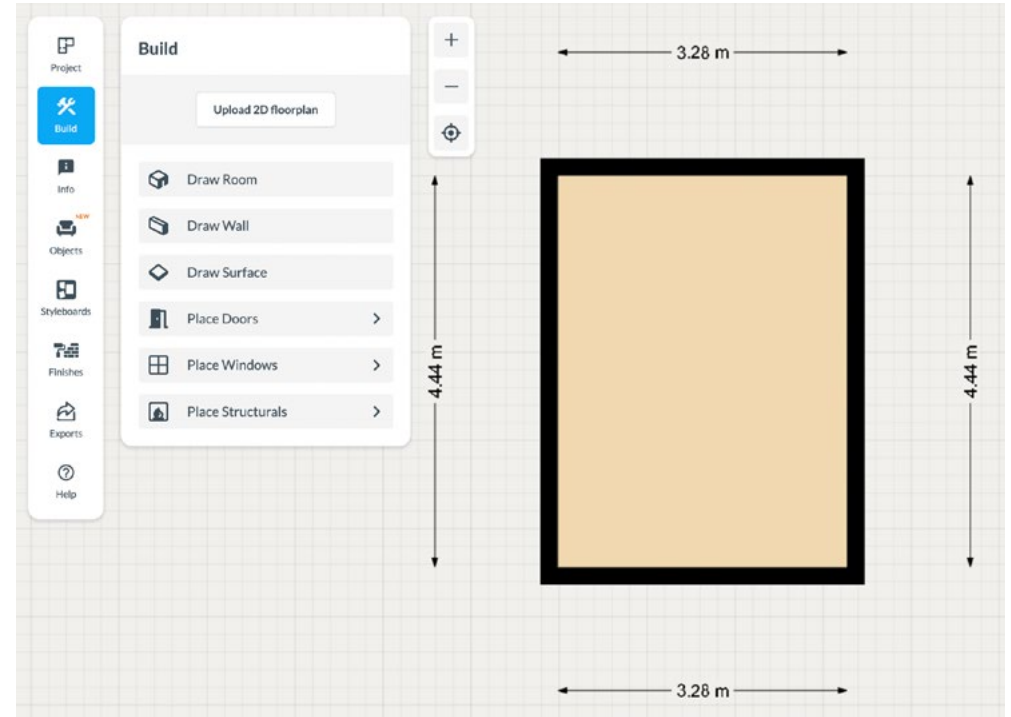 Project
Build
Info
NEW
Objects
Styleboards
Finishes
Exports
Help
Build
Upload 2D floorplan
Draw Room
Draw Wall
Draw Surface
Place Doors
Place Windows
Place Structurals
3.28 m
4.44 m
4.44 m
3.28 m